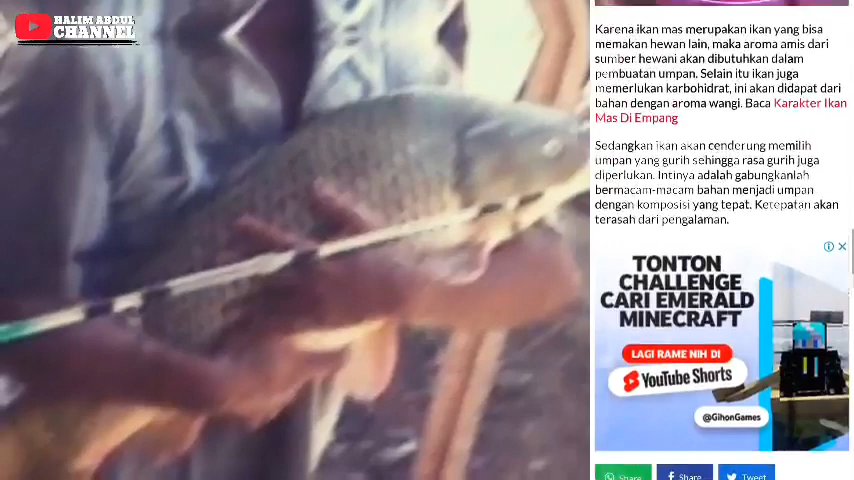 HALIM ABDUL
CHANNEL
Karena ikan mas merupakan ikan yang bisa
memakan hewan lain, maka aroma amis dari
sumber hewani akan dibutuhkan dalam
pembuatan umpan. Selain itu ikan juga
memerlukan karbohidrat, ini akan didapat dari
bahan dengan aroma wangi. Baca Karakter Ikan
Mas Di Empang
Sedangkan ikan akan cenderung memilih
umpan yang gurih sehingga rasa gurih juga
diperlukan. Intinya adalah gabungkanlah
bermacam-macam bahan menjadi umpan
dengan komposisi yang tepat. Ketepatan akan
terasah dari pengalaman.
TONTON
CHALLENGE
CARI EMERALD
MINECRAFT
LAGI RAME NIH DI
YouTube Shorts
@GihonGames
Share
Share
Tweet